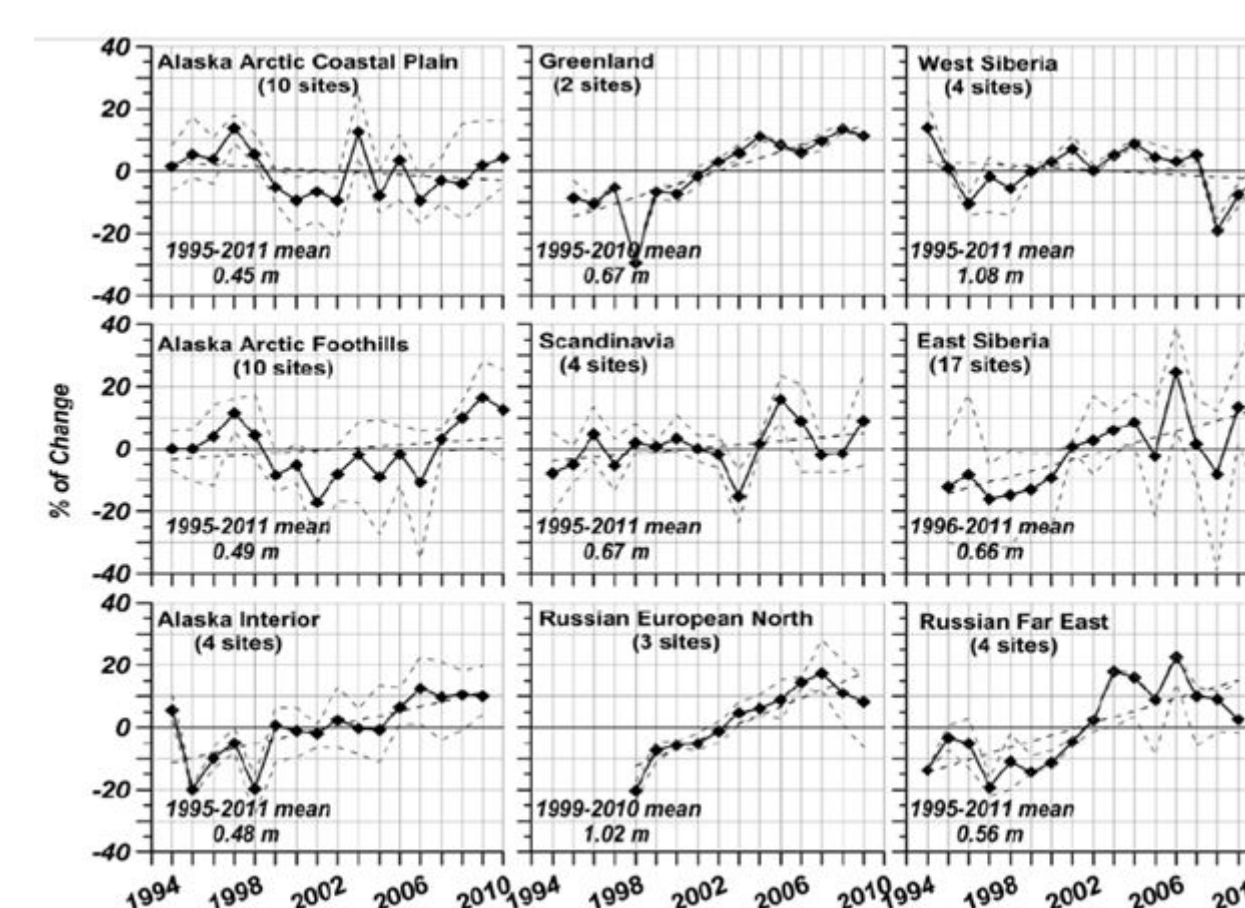 40
20
0
-20
-40
Alaska Arctic Coastal Plain
(10 sites)
1995-2011 mean
0.45 m
Greenland
(2 sites)
1995-2010 mean
0.67 m
West Siberia
(4 sites)
1995-2011 mean
1.08 m
% of Change
40
20
0
-20
-40
Alaska Arctic Foothills
(10 sites)
1995-2011 mean
0.49 m
Scandinavia
(4 sites)
1995-2011 mean
0.67 m
East Siberia
(17 sites)
1996-2011 mean
0.66 m
40
20
0
-20
-40
Alaska Interior
(4 sites)
1995-2011 mean
0.48 m
Russian European North
(3 sites)
1999-2010 mean
1.02 m
Russian Far East
(4 sites)
1995-2011 mean
0.56 m
1994 1998 2002 2006 2010
1994 1998 2002 2006 2010
1994 1998 2002 2006